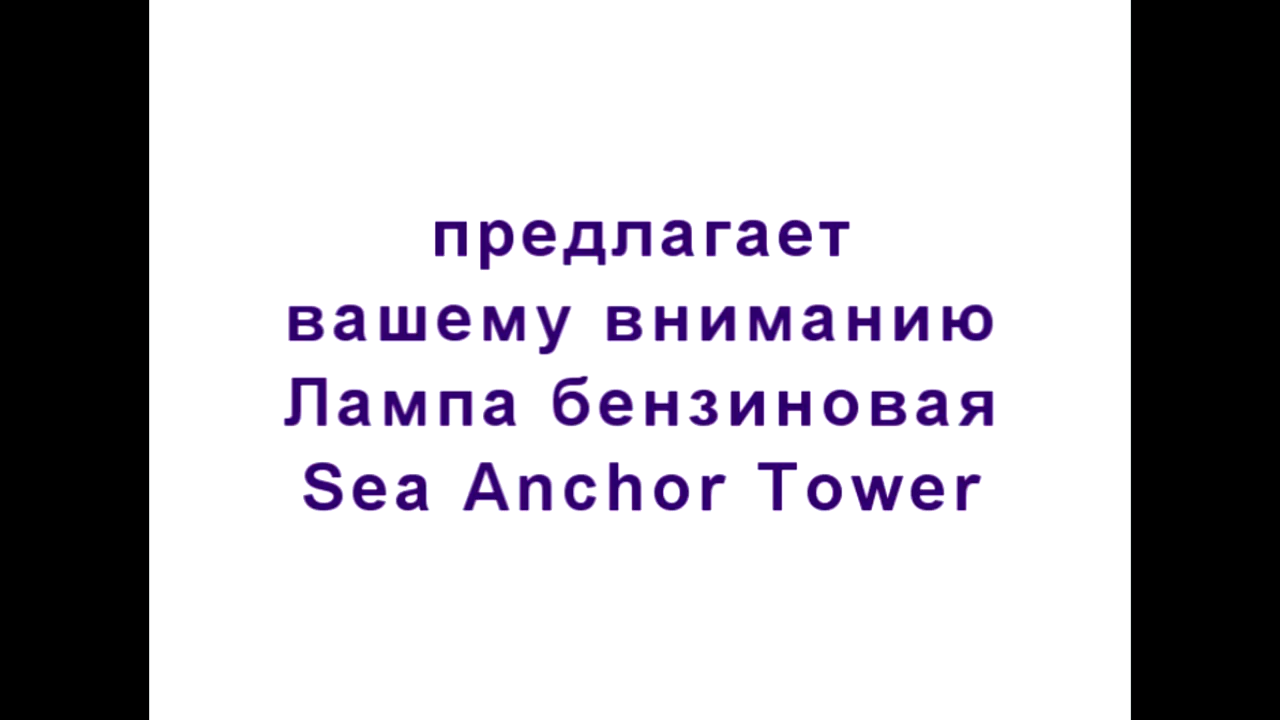 предлагает
вашему вниманию
Лампа бензиновая
Sea Anchor Tower